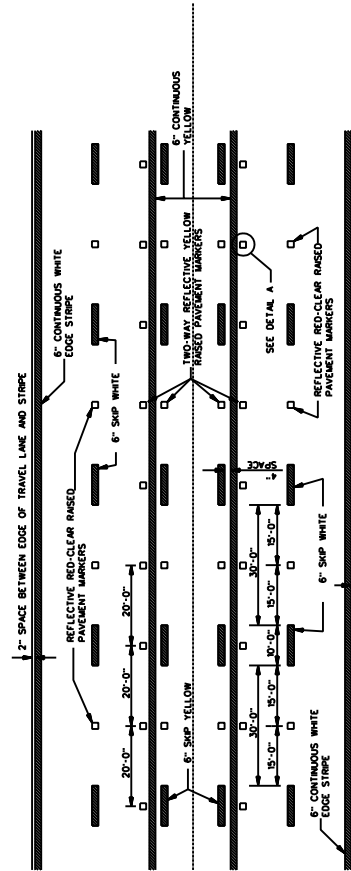 2" SPACE BETWEEN EDGE OF TRAVEL LANE AND STRIPE
6" CONTINUOUS WHITE
EDGE STRIPE
REFLECTIVE RED-CLEAR RAISED
PAVEMENT MARKERS
6" SKIP WHITE
20'-0"
20'-0"
20'-0"
6" CONTINUOUS
YELLOW
TWO-WAY REFLECTIVE YELLOW
RAISED PAVEMENT MARKERS
6" SKIP YELLOW
4"
SPACE
SEE DETAIL A
30'-0"
30'-0"
15'-0"
15'-0"
10'-0"
15'-0"
15'-0"
REFLECTIVE RED-CLEAR RAISED
PAVEMENT MARKERS
6" SKIP WHITE
6" CONTINUOUS WHITE
EDGE STRIPE